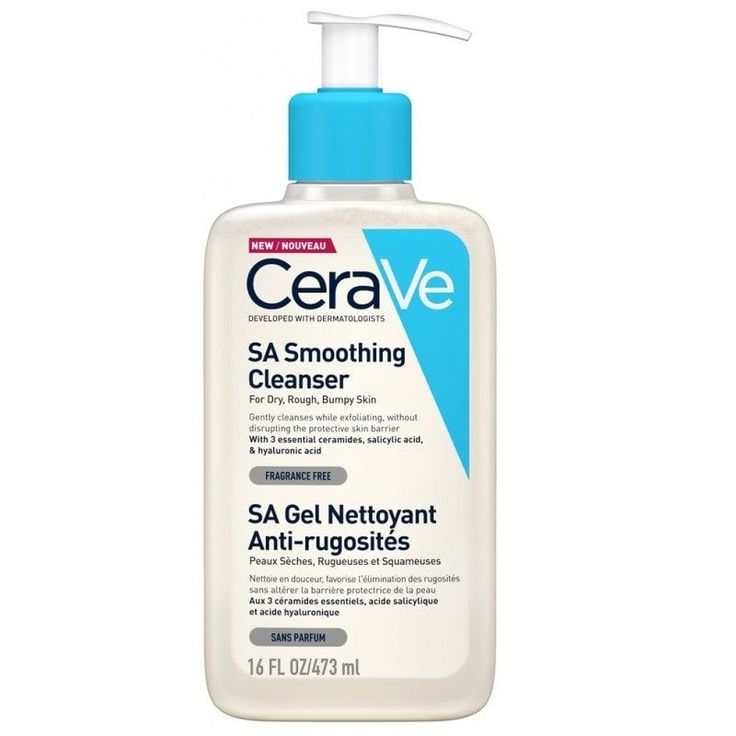 NEW / NOUVEAU
CeraVe
DEVELOPED WITH DERMATOLOGISTS
SA Smoothing
Cleanser
For Dry, Rough, Bumpy Skin
Gently cleanses while exfoliating, without
disrupting the protective skin barrier
With 3 essential ceramides, salicylic acid,
& hyaluronic acid
FRAGRANCE FREE
SA Gel Nettoyant
Anti-rugosités
Peaux Sèches, Rugueuses et Squameuses
Nettoie en douceur, favorise l'élimination des rugosités
sans altérer la barrière protectrice de la peau
Aux 3 céramides essentiels, acide salicylique
et acide hyaluronique
SANS PARFUM
16 FL OZ/473 ml